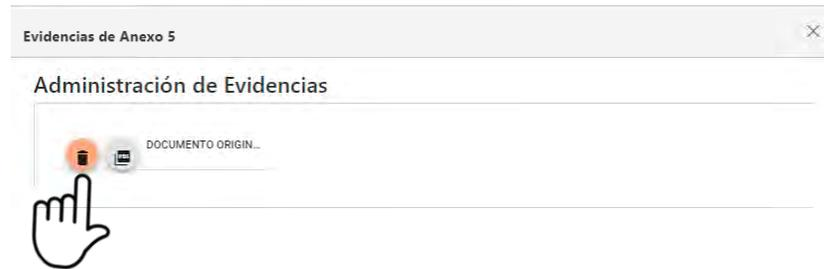 Evidencias de Anexo 5
Administración de Evidencias
DOCUMENTO ORIGIN...